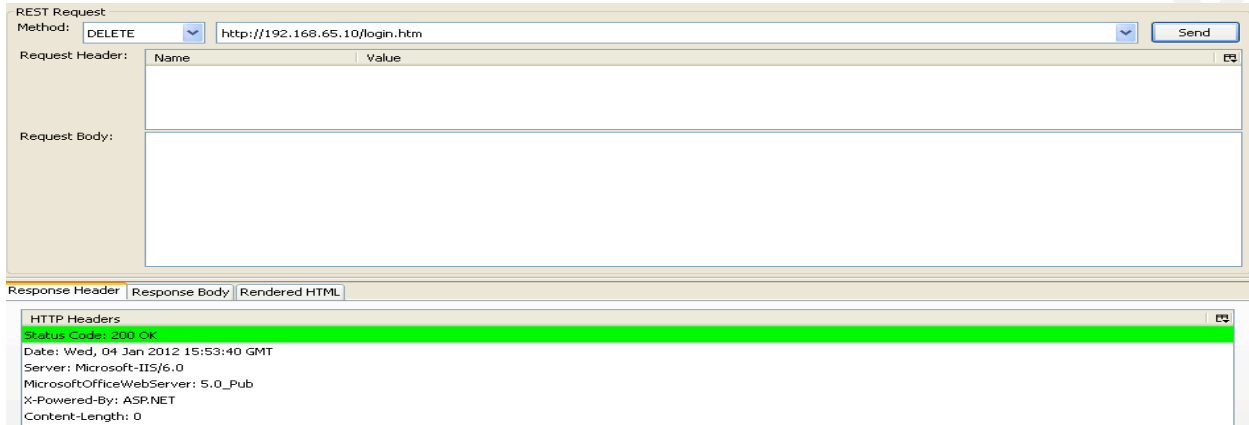 REST Request
Method: DELETE http://192.168.65.10/login.htm Send
Request Header: Name Value
Request Body:
Response Header Response Body Rendered HTML
HTTP Headers
Status Code: 200 OK
Date: Wed, 04 Jan 2012 15:53:40 GMT
Server: Microsoft-IIS/6.0
MicrosoftOfficeWebServer: 5.0_Pub
X-Powered-By: ASP.NET
Content-Length: 0